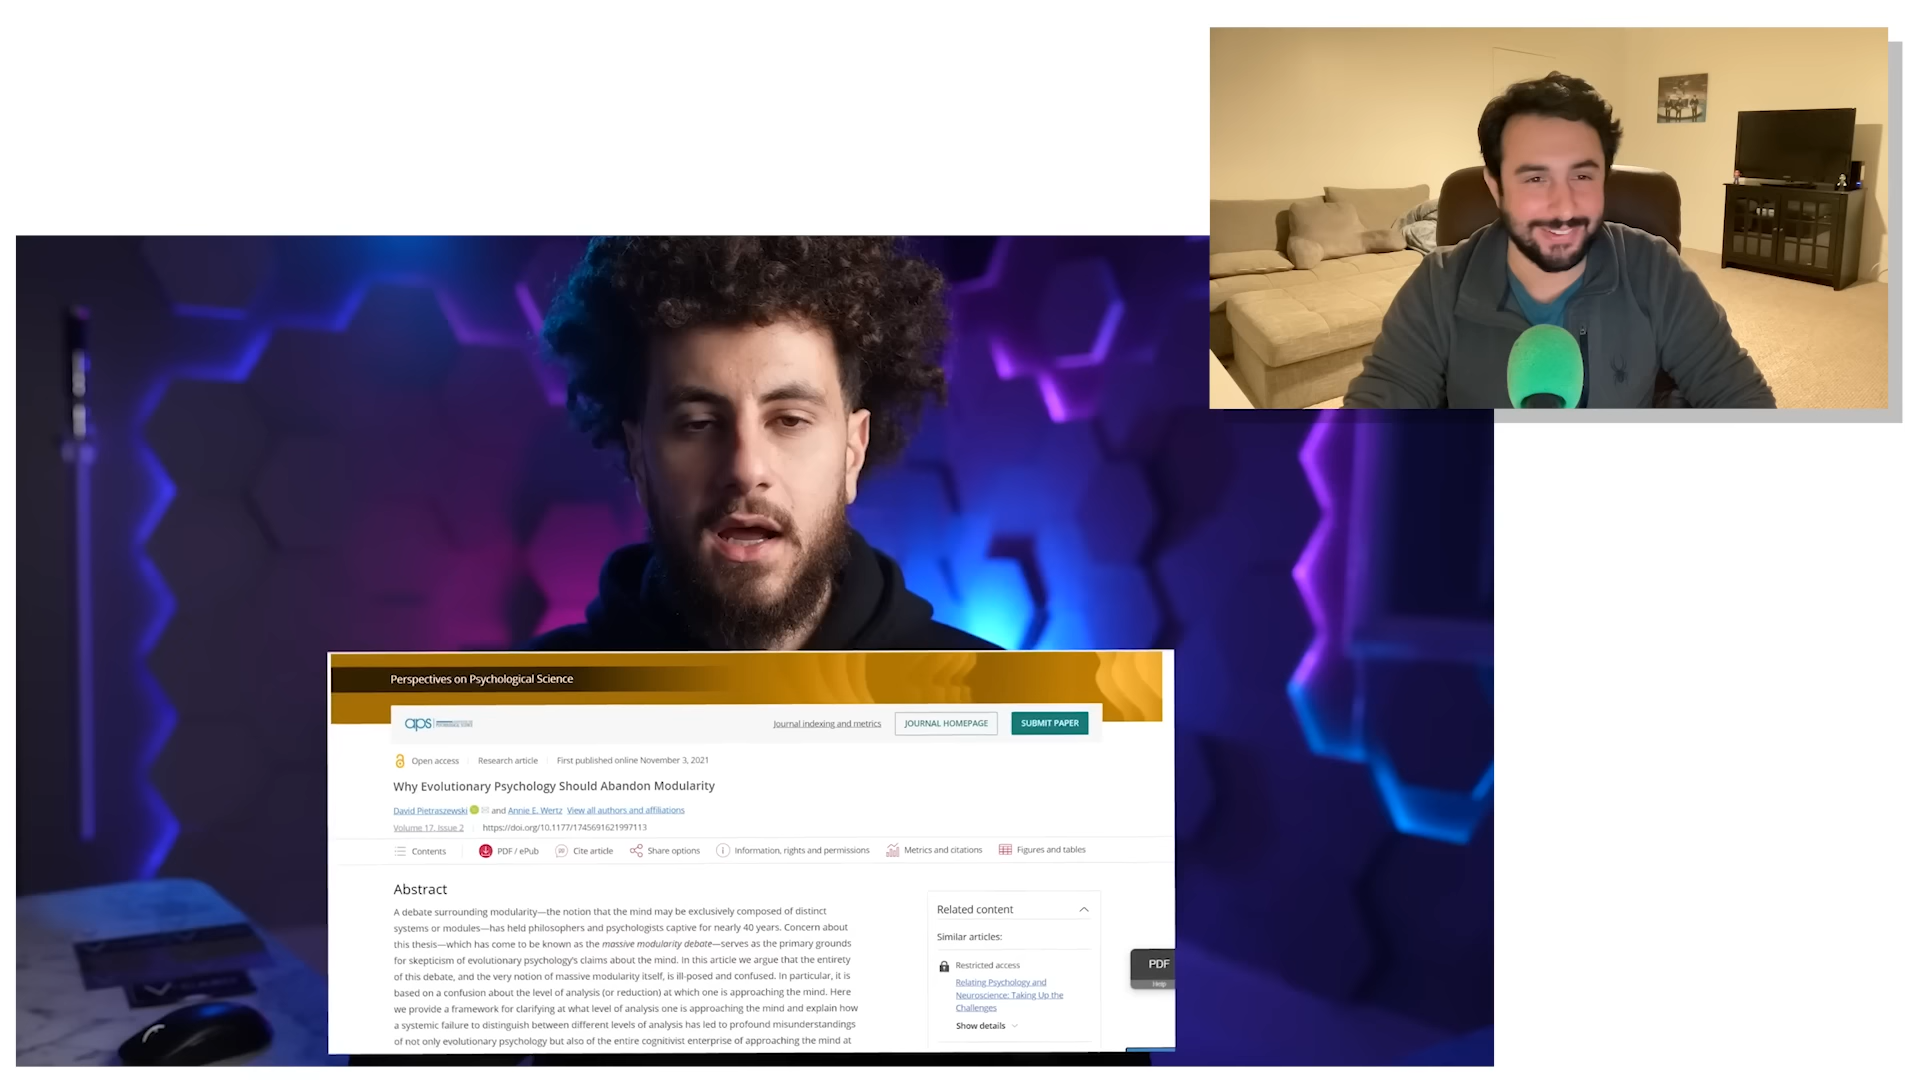 Perspectives on Psychological Science
aps
Journal indexing and metrics
JOURNAL HOMEPAGE
SUBMIT PAPER
Open access
Research article
First published online November 3, 2021
Why Evolutionary Psychology Should Abandon Modularity
David Pietraszewski and Annie E. Wertz View all authors and affiliations
Volume 17, Issue 2
https://doi.org/10.1177/1745691621997113
Contents
PDF / ePub
Cite article
Share options
Information, rights and permissions
Metrics and citations
Figures and tables
Abstract
A debate surrounding modularity—the notion that the mind may be exclusively composed of distinct
systems or modules—has held philosophers and psychologists captive for nearly 40 years. Concern about
this thesis—which has come to be known as the massive modularity debate—serves as the primary grounds
for skepticism of evolutionary psychology's claims about the mind. In this article we argue that the entirety
of this debate, and the very notion of massive modularity itself, is ill-posed and confused. In particular, it is
based on a confusion about the level of analysis (or reduction) at which one is approaching the mind. Here
we provide a framework for clarifying at what level of analysis one is approaching the mind and explain how
a systemic failure to distinguish between different levels of analysis has led to profound misunderstandings
of not only evolutionary psychology but also of the entire cognitivist enterprise of approaching the mind at
Related content
Similar articles:
Restricted access
Relating Psychology and
Neuroscience: Taking Up the
Challenges
Show details
PDF
Help